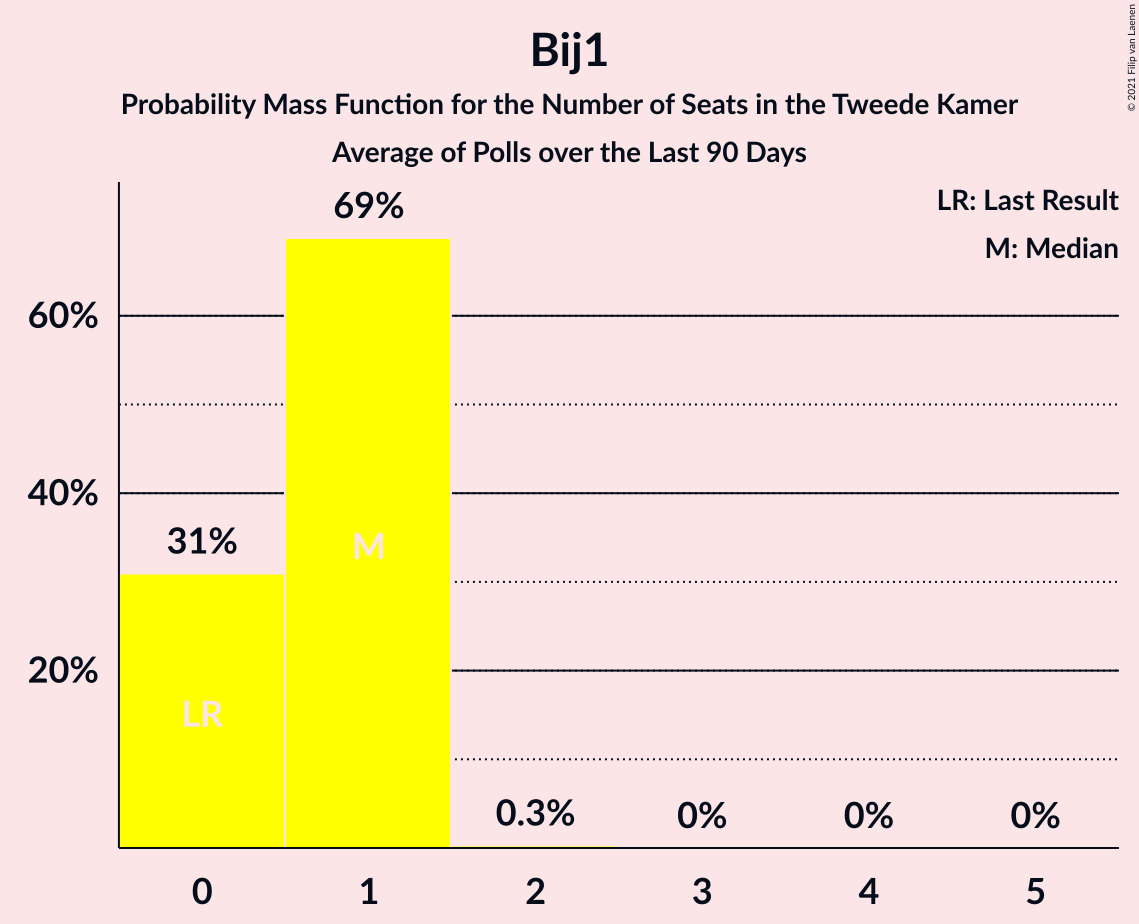 Bij1
Probability Mass Function for the Number of Seats in the Tweede Kamer
Average of Polls over the Last 90 Days
© 2021 Filip van Laenen
LR: Last Result
M: Median
69%
60%
40%
31%
M
20%
LR
0.3%
0%
0%
0%
0
1
2
3
4
5